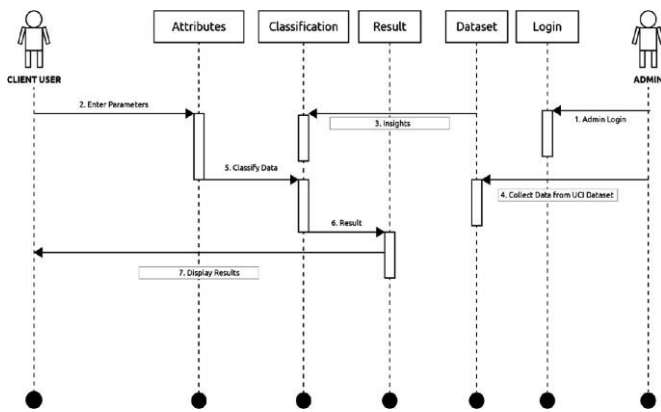 Attributes
Classification
Result
Dataset
Login
CLIENT USER
ADMIN
2. Enter Parameters
3. Insights
1. Admin Login
5. Classify Data
4. Collect Data from UCI Dataset
6. Result
7. Display Results